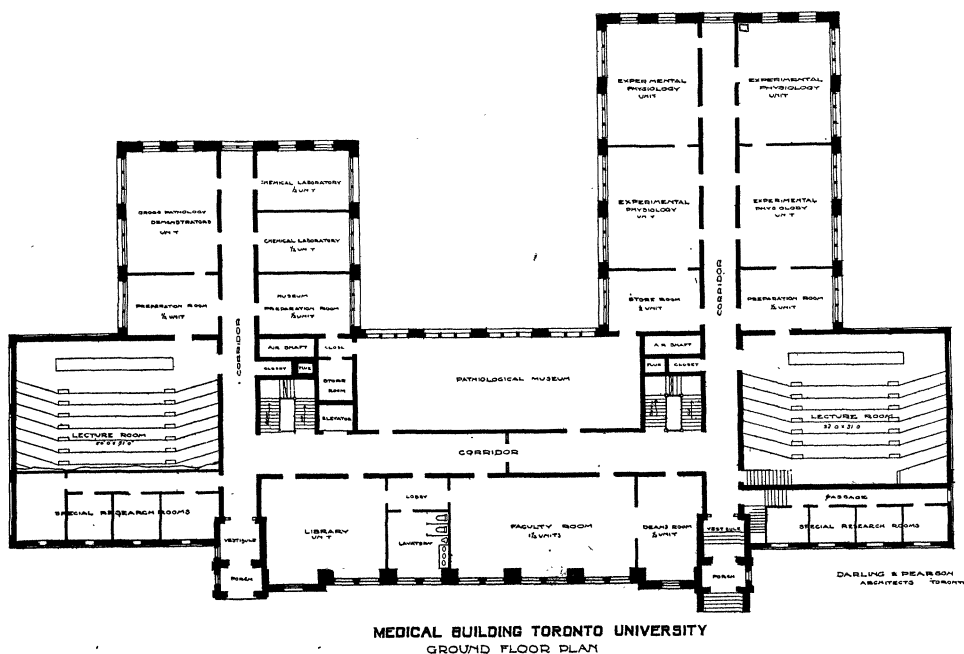 EXPERIMENTAL
PHYSIOLOGY
UNIT
EXPERIMENTAL
PHYSIOLOGY
UNIT
CHEMICAL LABORATORY
½ UNIT
GROSS PATHOLOGY
DEMONSTRATORS
UNIT
EXPERIMENTAL
PHYSIOLOGY
UNIT
EXPERIMENTAL
PHYSIOLOGY
UNIT
CHEMICAL LABORATORY
½ UNIT
CORRIDOR
PREPARATION ROOM
½ UNIT
MUSEUM
PREPARATION ROOM
½ UNIT
STORE ROOM
½ UNIT
PREPARATION ROOM
½ UNIT
CORRIDOR
AIR SHAFT
CLOS.
AIR SHAFT
CLOSET
FLUE
FLUE
CLOSET
STORE
ROOM
PATHOLOGICAL MUSEUM
ELEVATOR
LECTURE ROOM
LECTURE ROOM
52.0 x 31.0
CORRIDOR
PASSAGE
SPECIAL RESEARCH ROOMS
LIBRARY
UNIT
LOBBY
LAVATORY
FACULTY ROOM
1½ UNITS
DEANS ROOM
½ UNIT
VESTIBULE
VESTIBULE
SPECIAL RESEARCH ROOMS
PORCH
PORCH
DARLING & PEARSON
ARCHITECTS TORONTO
MEDICAL BUILDING TORONTO UNIVERSITY
GROUND FLOOR PLAN